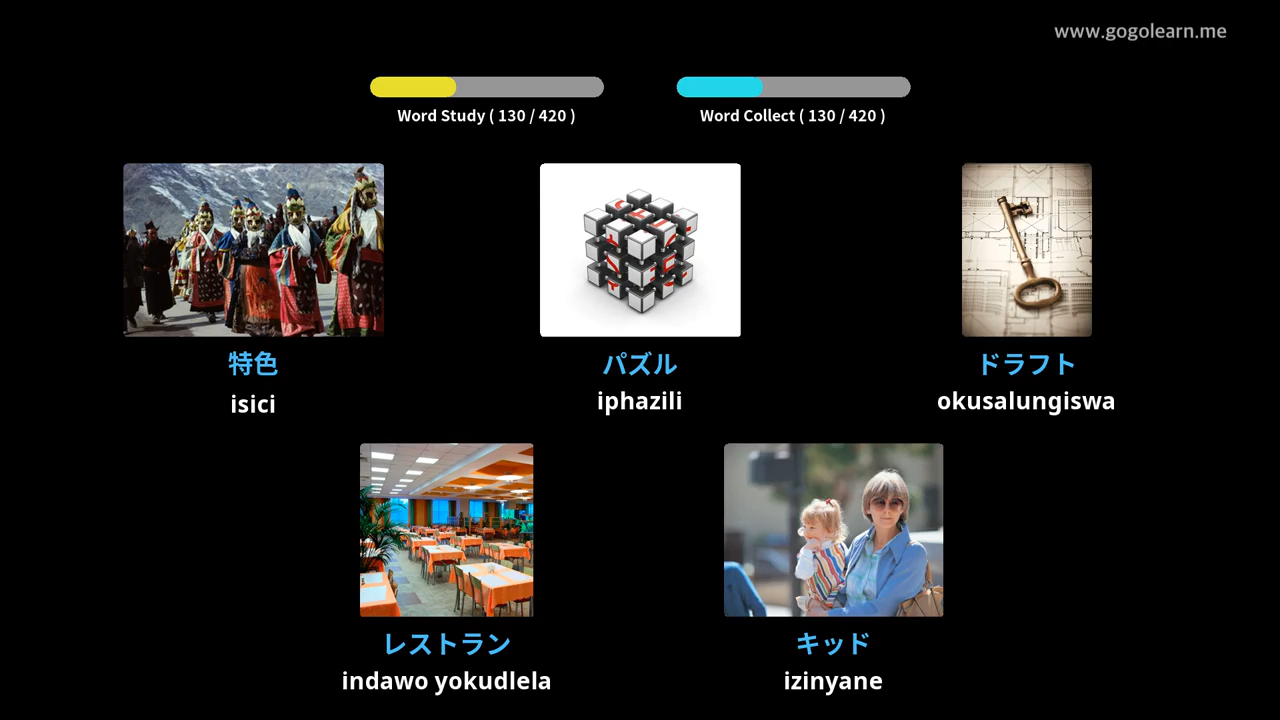 www.gogolearn.me
Word Study ( 130 / 420 )
Word Collect ( 130 / 420 )
特色
isici
パズル
iphazili
ドラフト
okusalungiswa
レストラン
indawo yokudlela
キッド
izinyane